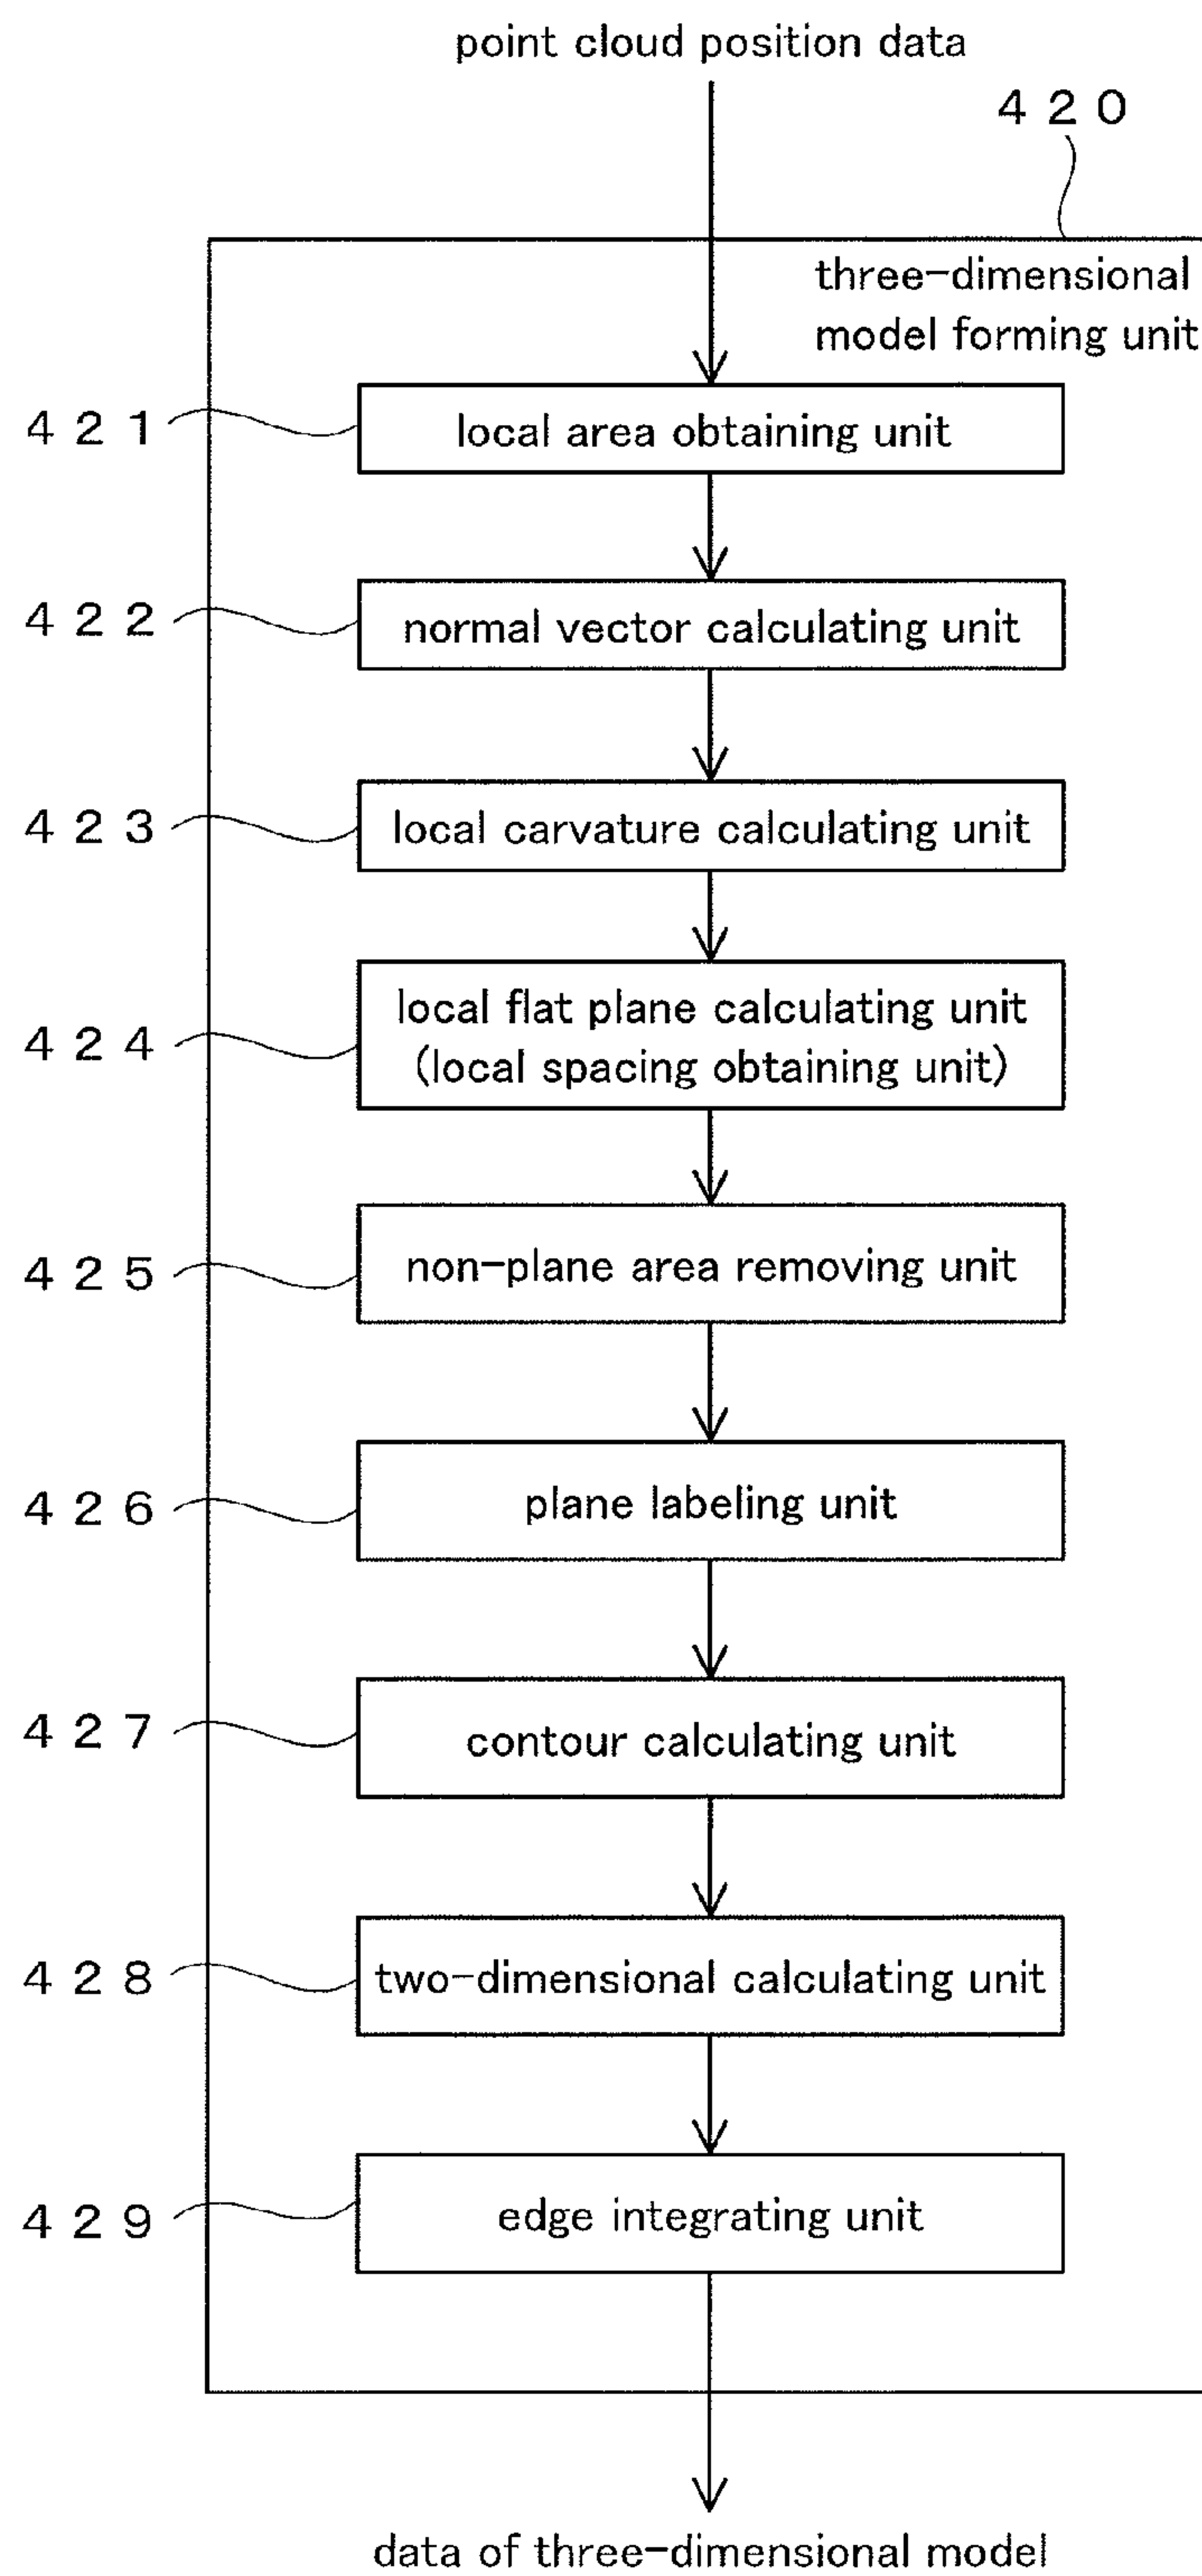 point cloud position data
４２０
three-dimensional
model forming unit
４２１
local area obtaining unit
４２２
normal vector calculating unit
４２３
local carvature calculating unit
４２４
local flat plane calculating unit
(local spacing obtaining unit)
４２５
non-plane area removing unit
４２６
plane labeling unit
４２７
contour calculating unit
４２８
two-dimensional calculating unit
４２９
edge integrating unit
data of three-dimensional model